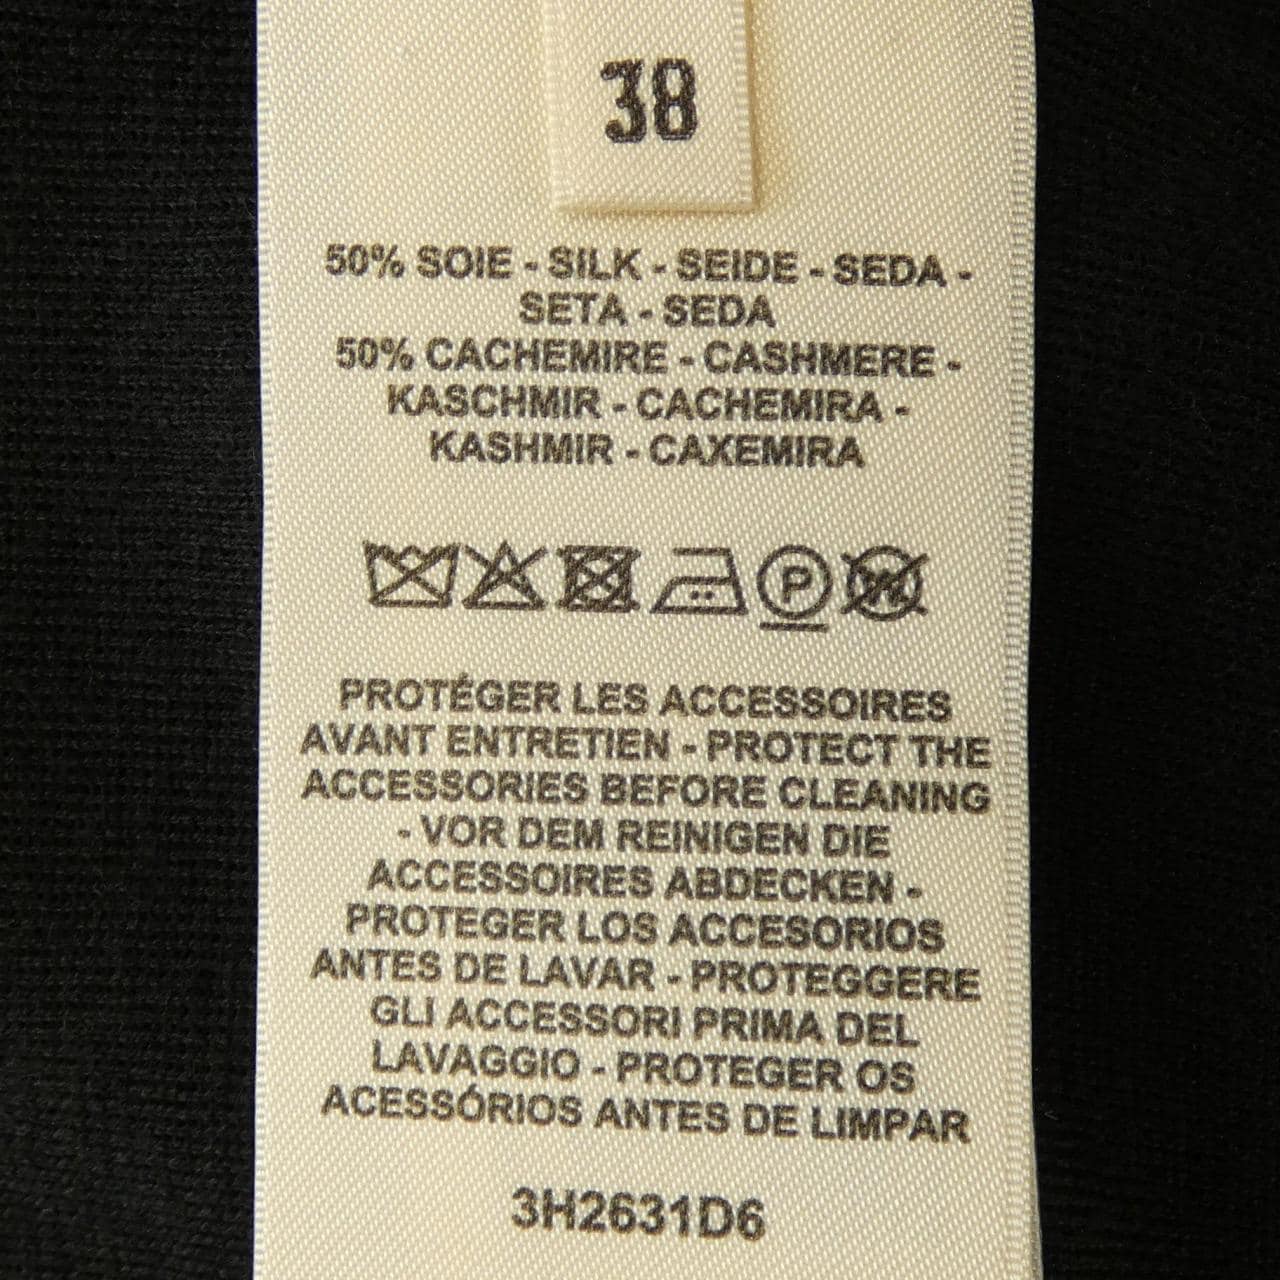 38
50% SOIE - SILK - SEIDE - SEDA -
SETA - SEDA
50% CACHEMIRE - CASHMERE -
KASCHMIR - CACHEMIRA -
KASHMIR - CAXEMIRA
P W
PROTÉGER LES ACCESSOIRES
AVANT ENTRETIEN - PROTECT THE
ACCESSORIES BEFORE CLEANING
- VOR DEM REINIGEN DIE
ACCESSOIRES ABDECKEN -
PROTEGER LOS ACCESORIOS
ANTES DE LAVAR - PROTEGGERE
GLI ACCESSORI PRIMA DEL
LAVAGGIO - PROTEGER OS
ACESSÓRIOS ANTES DE LIMPAR
3H2631D6